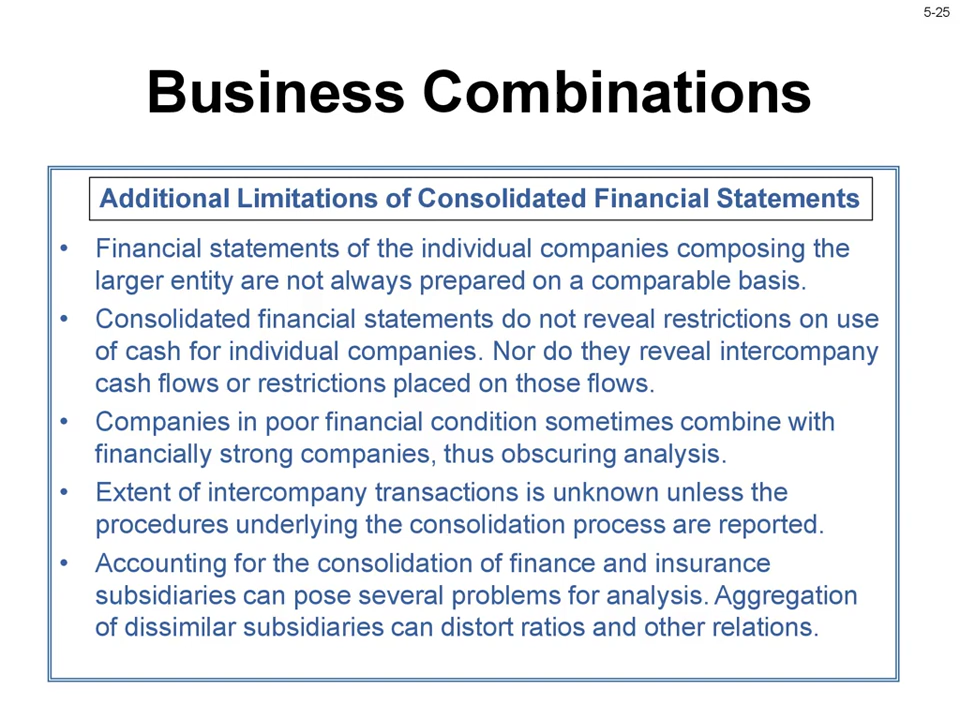 5-25
Business Combinations
Additional Limitations of Consolidated Financial Statements
• Financial statements of the individual companies composing the
larger entity are not always prepared on a comparable basis.
• Consolidated financial statements do not reveal restrictions on use
of cash for individual companies. Nor do they reveal intercompany
cash flows or restrictions placed on those flows.
• Companies in poor financial condition sometimes combine with
financially strong companies, thus obscuring analysis.
• Extent of intercompany transactions is unknown unless the
procedures underlying the consolidation process are reported.
• Accounting for the consolidation of finance and insurance
subsidiaries can pose several problems for analysis. Aggregation
of dissimilar subsidiaries can distort ratios and other relations.